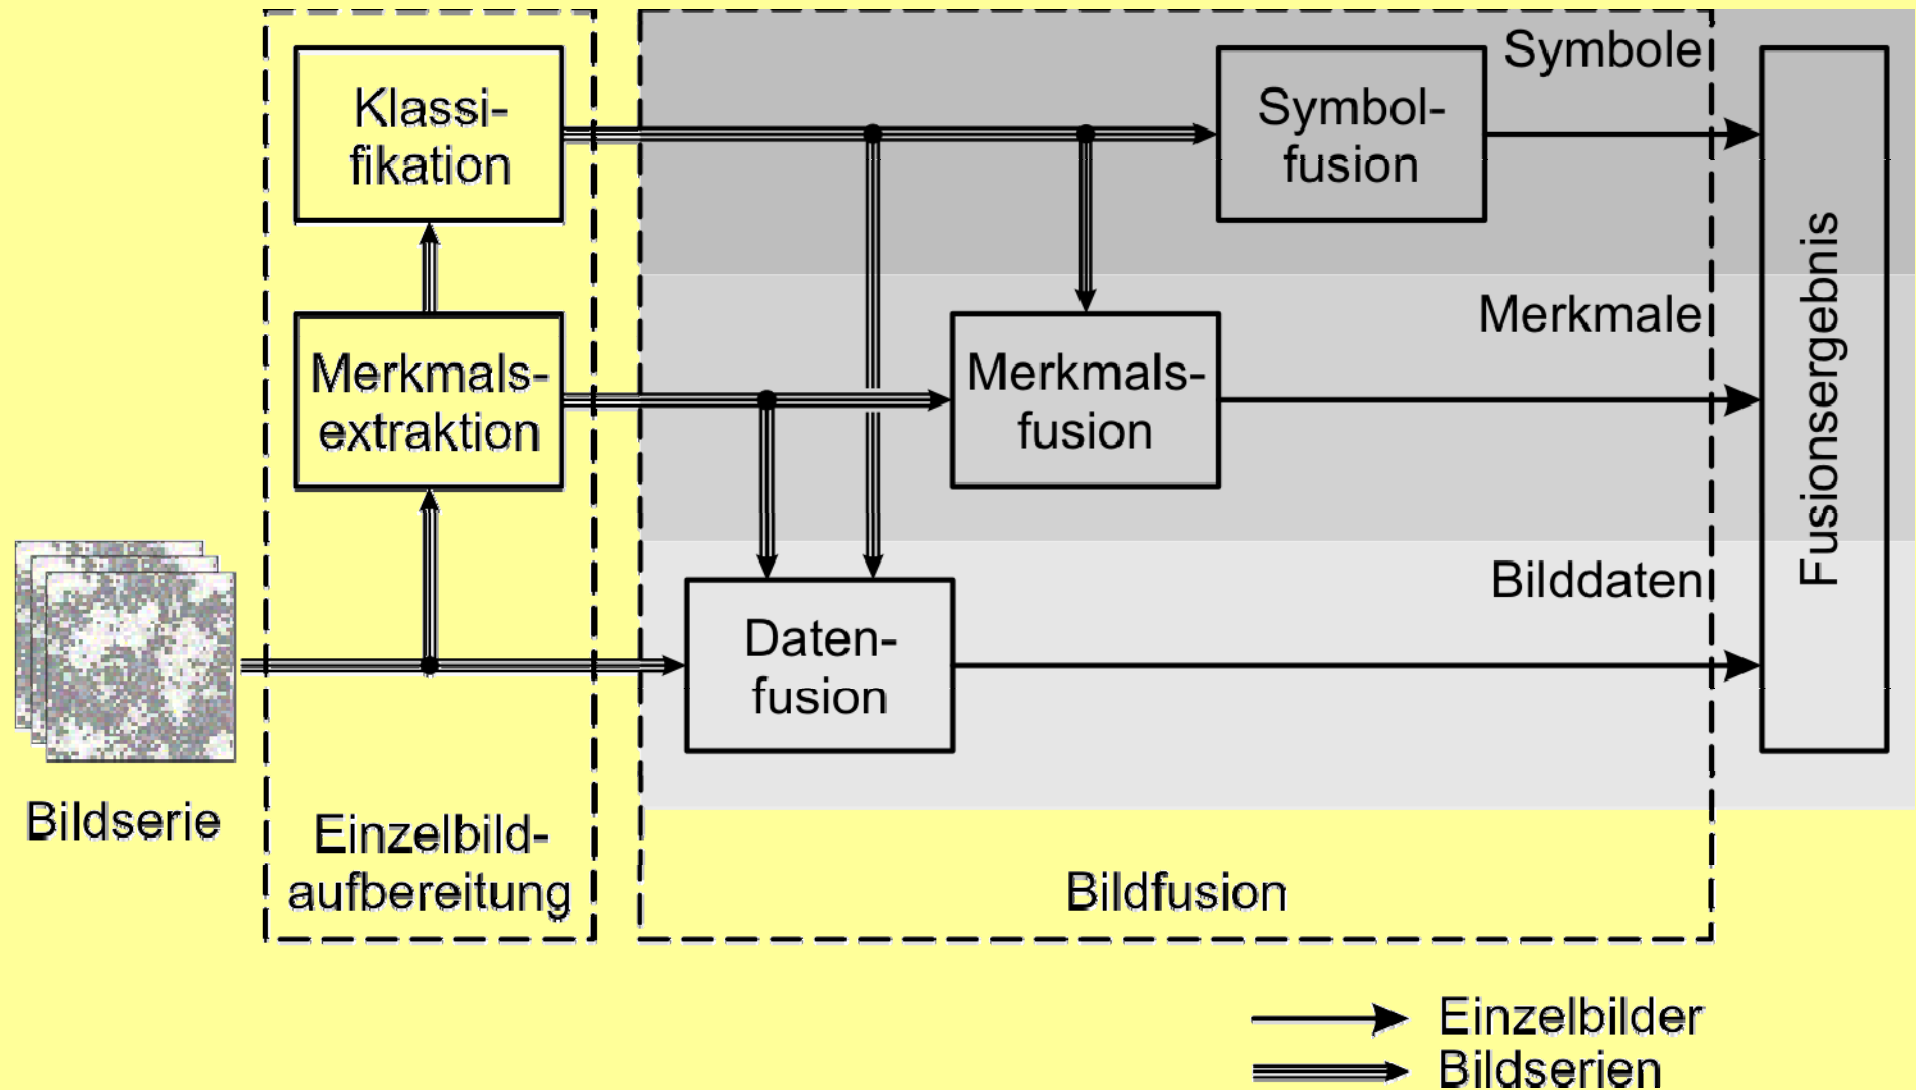 Symbole
Klassi-
fikation
Symbol-
fusion
Merkmale
Merkmals-
extraktion
Merkmals-
fusion
Fusionsergebnis
Bilddaten
Daten-
fusion
Bildserie
Einzelbild-
aufbereitung
Bildfusion
Einzelbilder
Bildserien